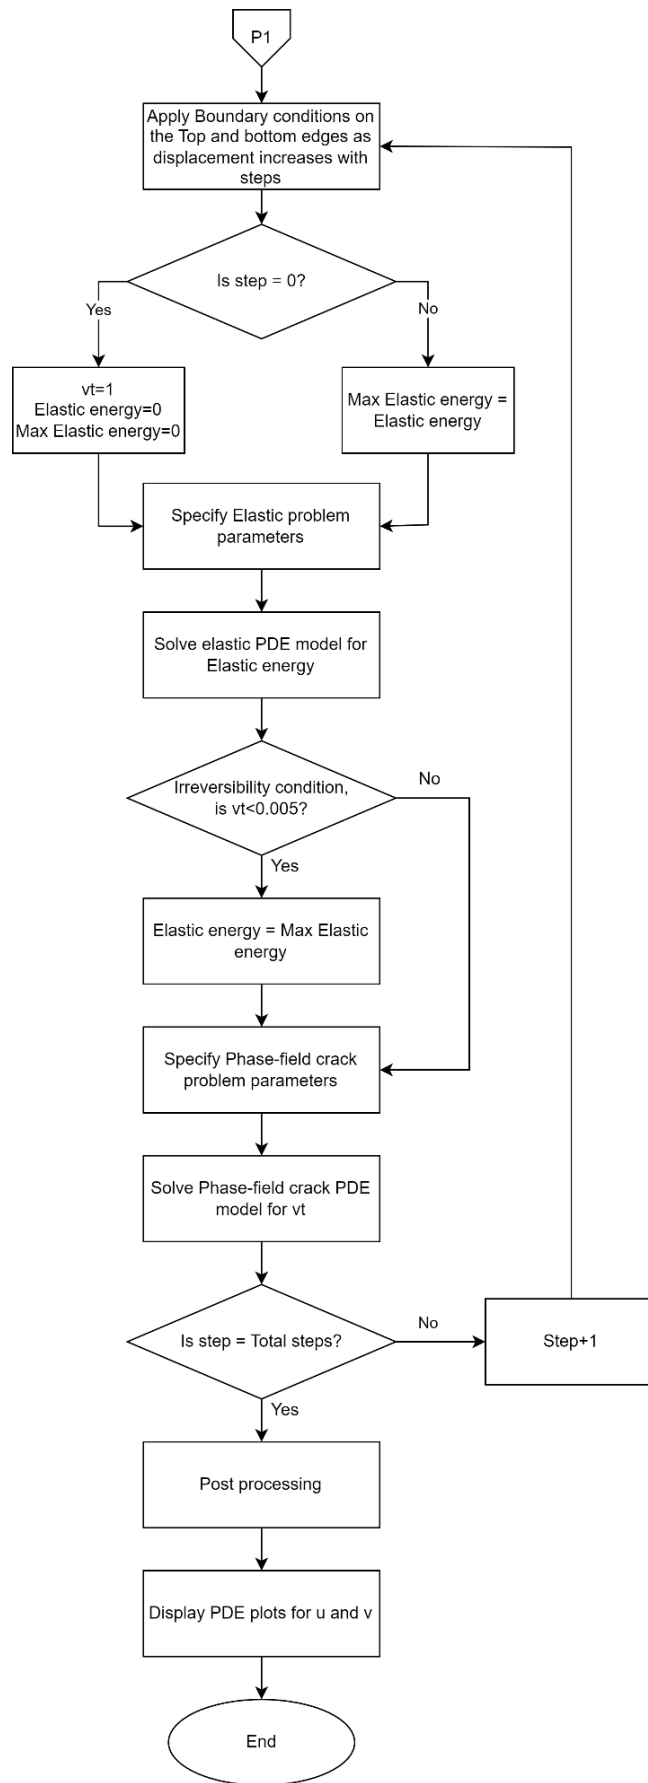 P1
Apply Boundary conditions on
the Top and bottom edges as
displacement increases with
steps
Is step = 0?
Yes
No
vt=1
Elastic energy=0
Max Elastic energy=0
Max Elastic energy =
Elastic energy
Specify Elastic problem
parameters
Solve elastic PDE model for
Elastic energy
Irreversibility condition,
is vt<0.005?
No
Yes
Elastic energy = Max Elastic
energy
Specify Phase-field crack
problem parameters
Solve Phase-field crack PDE
model for vt
Is step = Total steps?
No
Step+1
Yes
Post processing
Display PDE plots for u and v
End